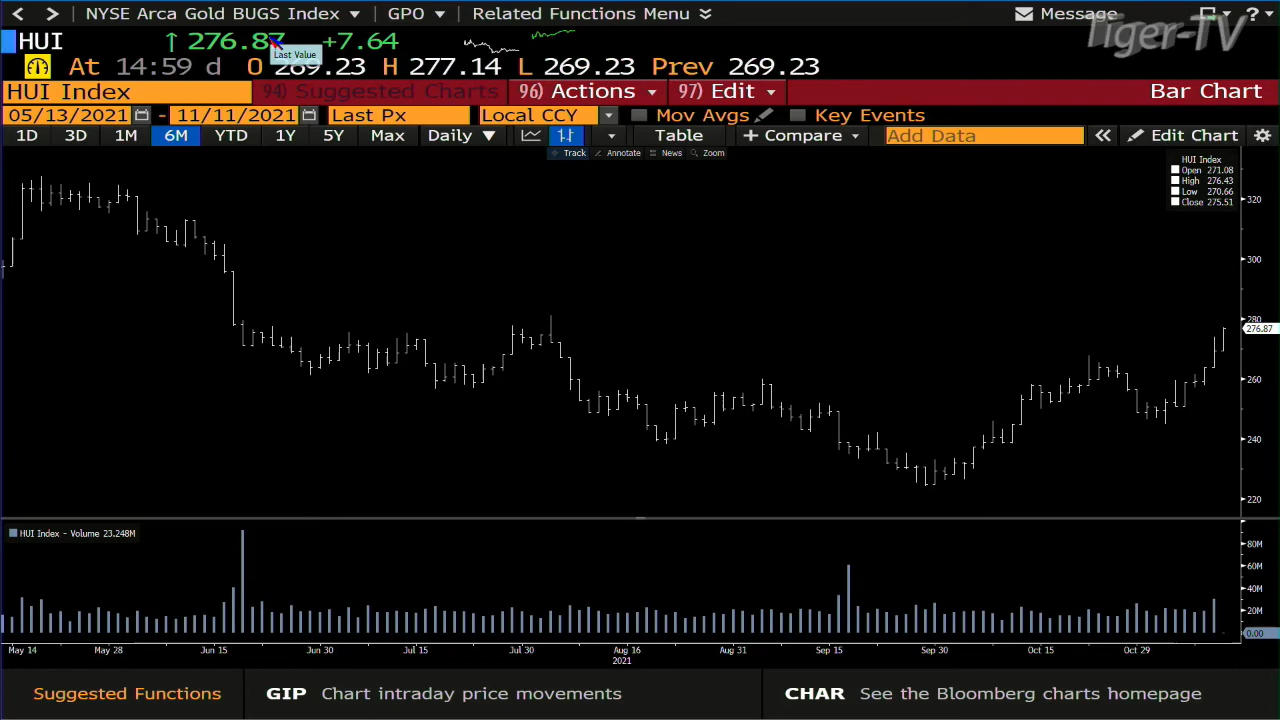 NYSE Arca Gold BUGS Index GPO Related Functions Menu Message ?
Tiger-TV
HUI 276.87 +7.64
Last Value
At 14:59 d O 269.23 H 277.14 L 269.23 Prev 269.23
HUI Index 94) Suggested Charts 96) Actions 97) Edit Bar Chart
05/13/2021 - 11/11/2021 Last Px Local CCY Mov Avgs Key Events
1D 3D 1M 6M YTD 1Y 5Y Max Daily Table + Compare Add Data Edit Chart
Track Annotate News Zoom
HUI Index
Open 271.08
High 276.43
Low 270.66
Close 275.51
320
300
280
276.87
260
240
220
HUI Index - Volume 23.248M
80M
60M
40M
20M
0.00
May 14 May 28 Jun 15 Jun 30 Jul 15 Jul 30 Aug 16 Aug 31 Sep 15 Sep 30 Oct 15 Oct 29
2021
Suggested Functions GIP Chart intraday price movements CHAR See the Bloomberg charts homepage